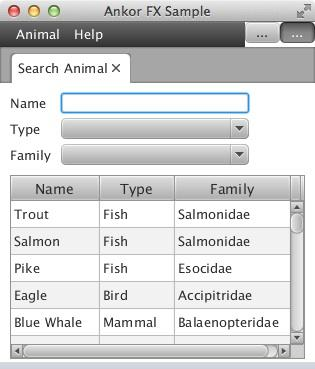 Ankor FX Sample
Animal Help ... ...
Search Animal ×
Name
Type
Family
Name Type Family
Trout Fish Salmonidae
Salmon Fish Salmonidae
Pike Fish Esocidae
Eagle Bird Accipitridae
Blue Whale Mammal Balaenopteridae